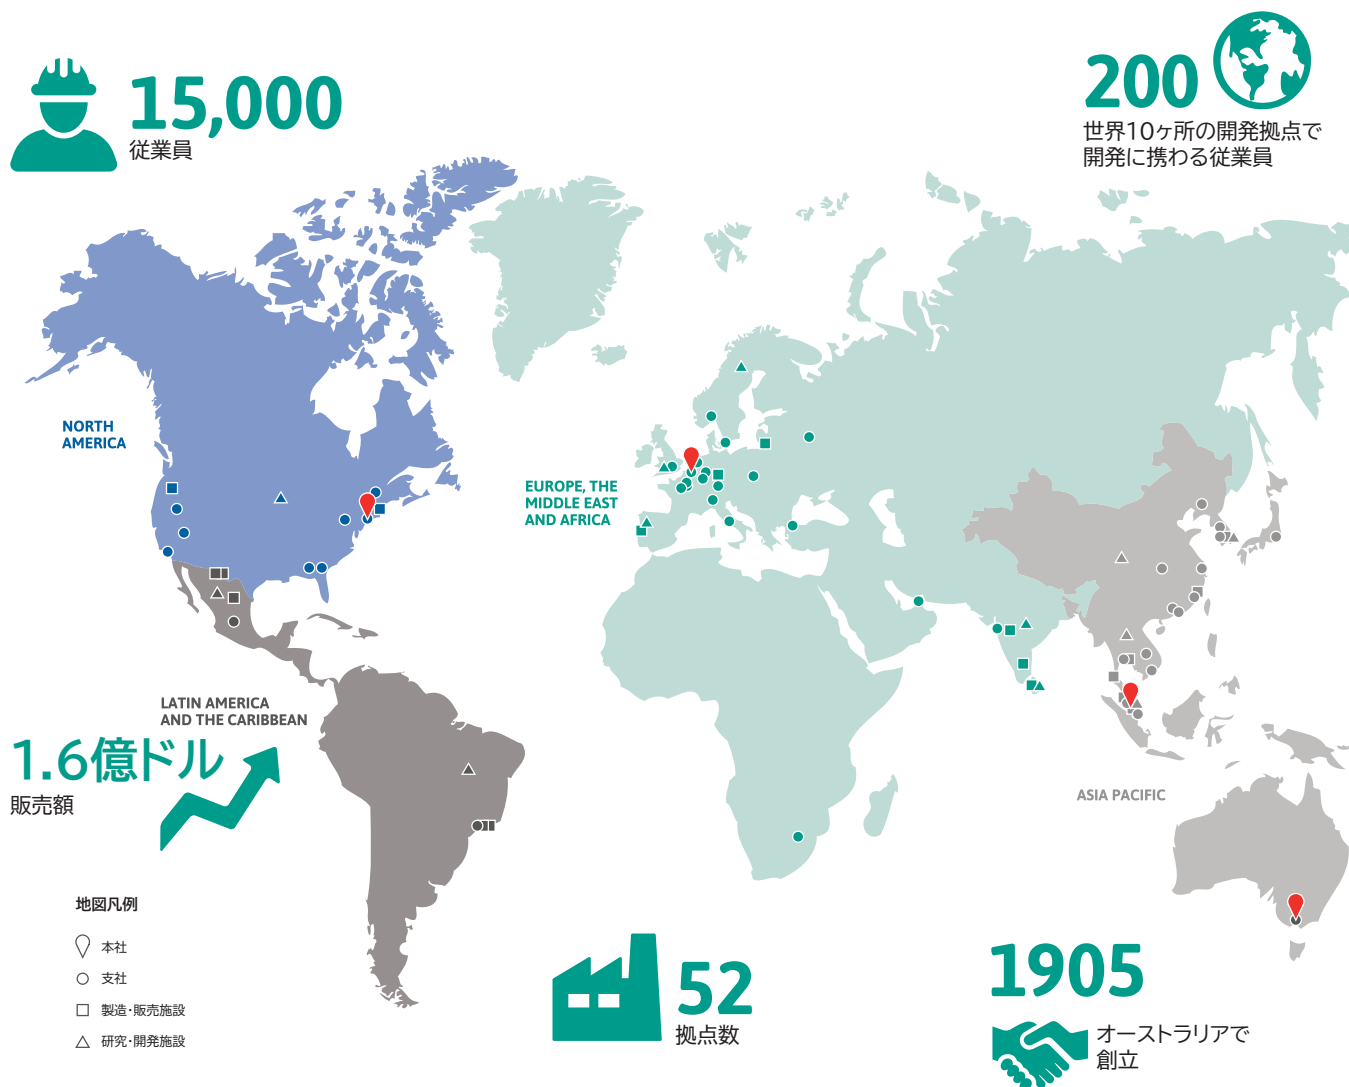 15,000
従業員
200
世界10ヶ所の開発拠点で
開発に携わる従業員
NORTH
AMERICA
EUROPE, THE
MIDDLE EAST
AND AFRICA
LATIN AMERICA
AND THE CARIBBEAN
1.6億ドル
販売額
ASIA PACIFIC
地図凡例
本社
支社
製造・販売施設
研究・開発施設
52
拠点数
1905
オーストラリアで
創立